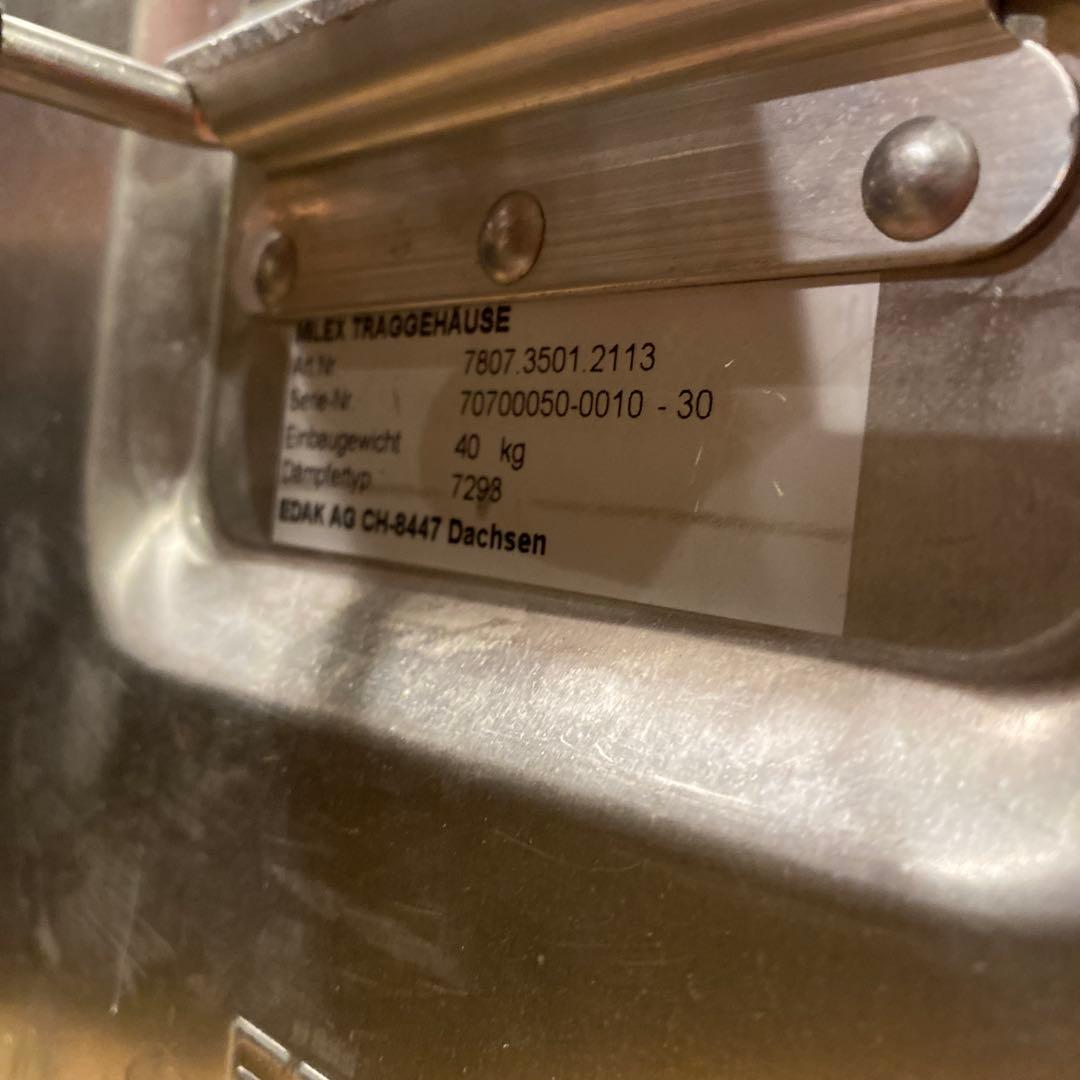 MILEX TRAGGEHÄUSE
Art.Nr. 7807.3501.2113
Serie-Nr. 70700050-0010 - 30
Einbaugewicht 40 kg
Dämpfertyp 7298
EDAK AG CH-8447 Dachsen